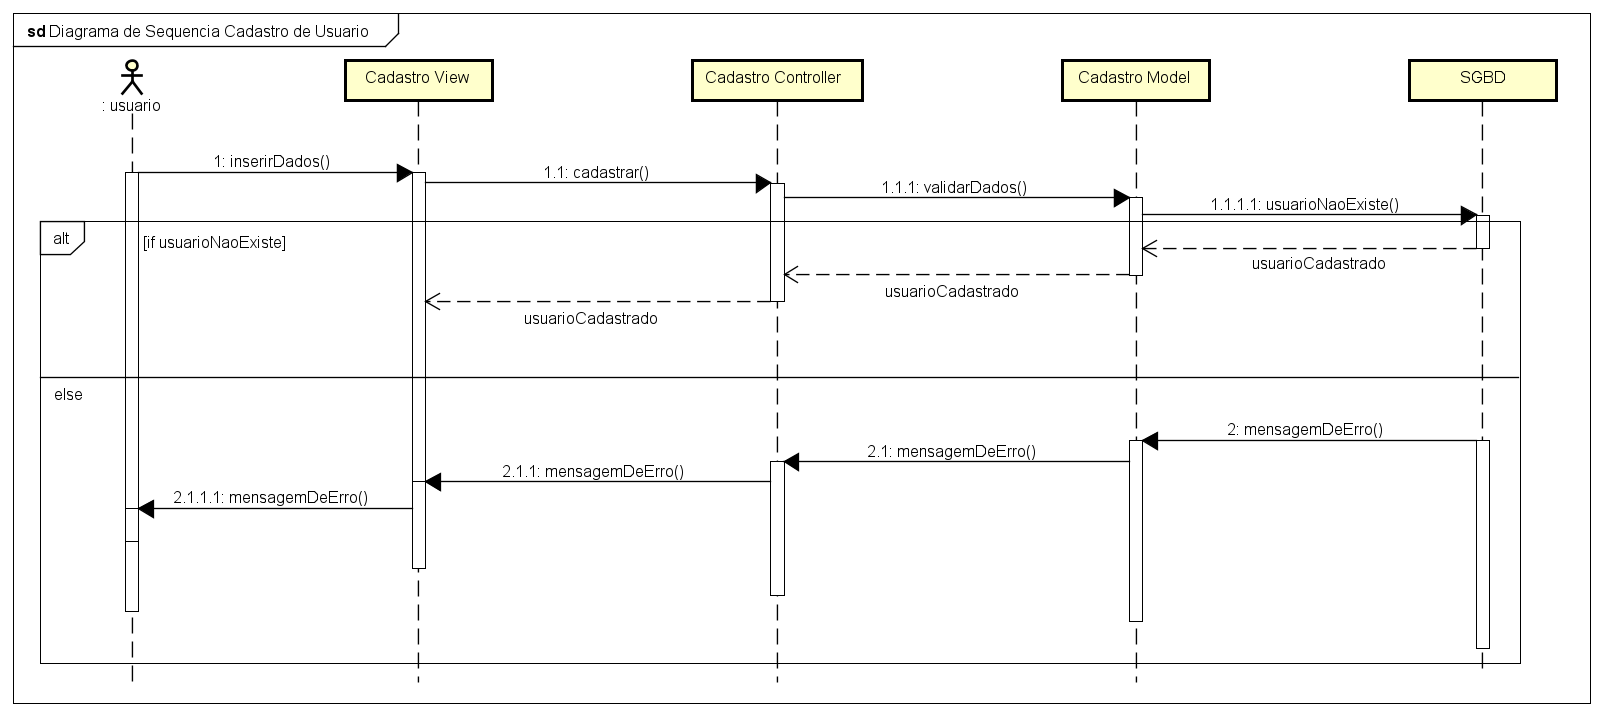 sd Diagrama de Sequencia Cadastro de Usuario
: usuario
Cadastro View
Cadastro Controller
Cadastro Model
SGBD
1: inserirDados()
1.1: cadastrar()
1.1.1: validarDados()
1.1.1.1: usuarioNaoExiste()
alt
[if usuarioNaoExiste]
usuarioCadastrado
usuarioCadastrado
usuarioCadastrado
else
2: mensagemDeErro()
2.1: mensagemDeErro()
2.1.1: mensagemDeErro()
2.1.1.1: mensagemDeErro()